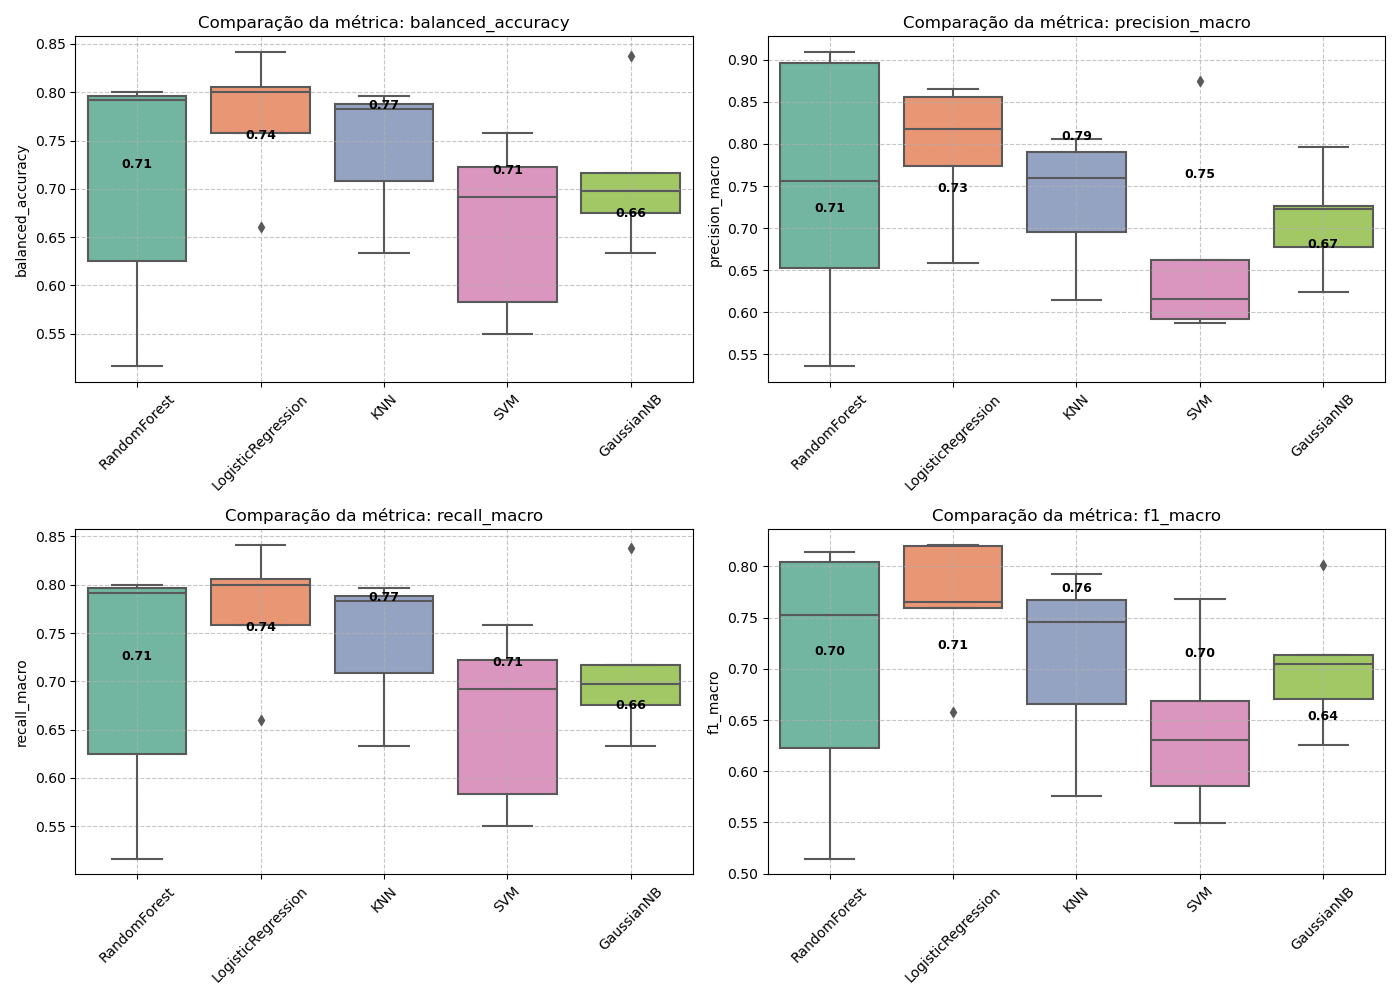 Comparação da métrica: balanced_accuracy
balanced_accuracy
0.85
0.80
0.75
0.70
0.65
0.60
0.55
0.71
0.74
0.77
0.71
0.66
RandomForest
LogisticRegression
KNN
SVM
GaussianNB
Comparação da métrica: precision_macro
precision_macro
0.90
0.85
0.80
0.75
0.70
0.65
0.60
0.55
0.71
0.73
0.79
0.75
0.67
RandomForest
LogisticRegression
KNN
SVM
GaussianNB
Comparação da métrica: recall_macro
recall_macro
0.85
0.80
0.75
0.70
0.65
0.60
0.55
0.71
0.74
0.77
0.71
0.66
RandomForest
LogisticRegression
KNN
SVM
GaussianNB
Comparação da métrica: f1_macro
f1_macro
0.80
0.75
0.70
0.65
0.60
0.55
0.50
0.70
0.71
0.76
0.70
0.64
RandomForest
LogisticRegression
KNN
SVM
GaussianNB